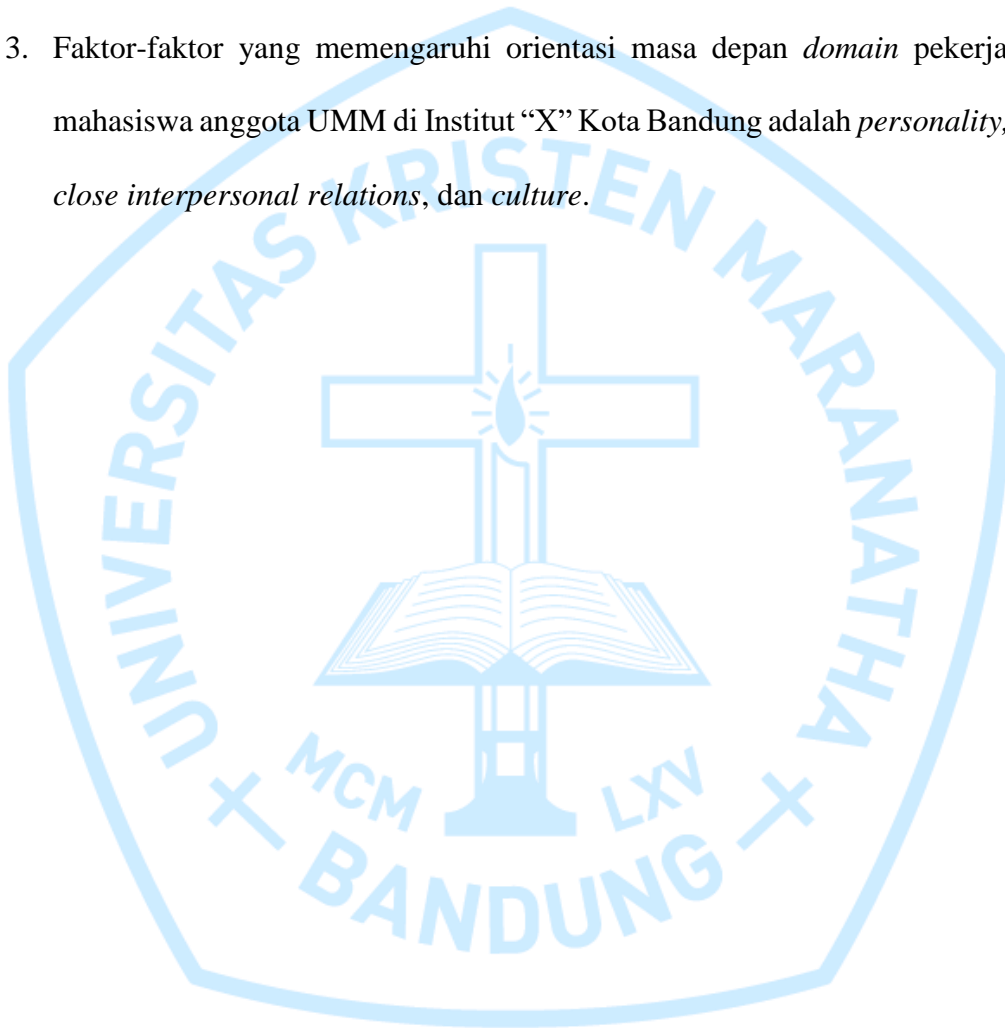 3. Faktor-faktor yang memengaruhi orientasi masa depan domain pekerja
mahasiswa anggota UMM di Institut “X” Kota Bandung adalah personality,
close interpersonal relations, dan culture.
UNIVERSITAS KRISTEN MARANATHA
MCM LXV
BANDUNG